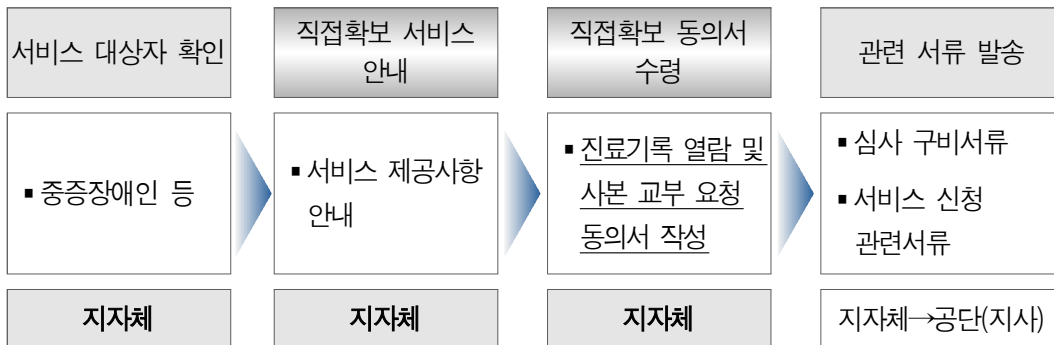 서비스 대상자 확인
직접확보 서비스
안내
직접확보 동의서
수령
관련 서류 발송
▪ 중증장애인 등
▪ 서비스 제공사항
안내
▪ 진료기록 열람 및
사본 교부 요청
동의서 작성
▪ 심사 구비서류
▪ 서비스 신청
관련서류
지자체
지자체
지자체
지자체→공단(지사)